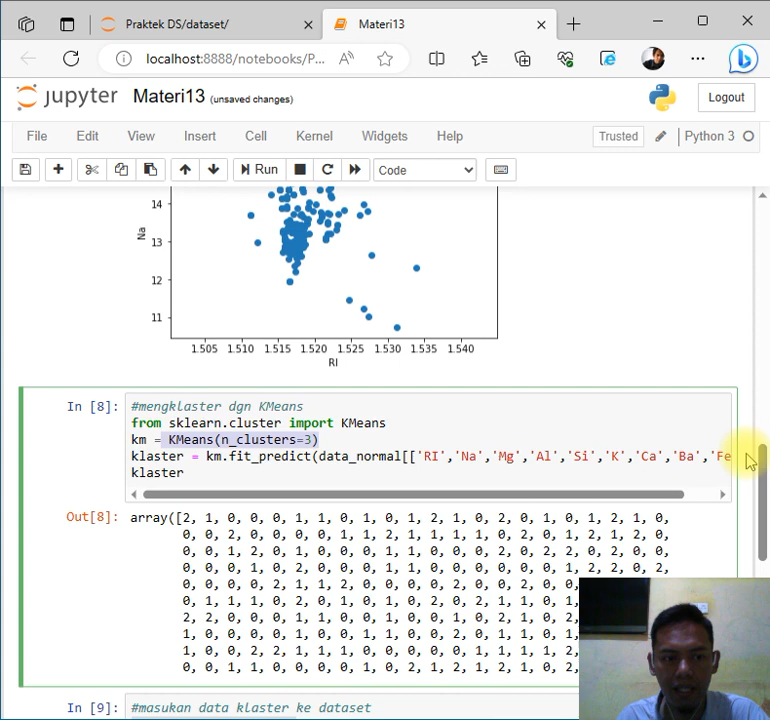 Praktek DS/dataset/
Materi13
localhost:8888/notebooks/P...
jupyter Materi13 (unsaved changes)
Logout
File Edit View Insert Cell Kernel Widgets Help
Trusted
Python 3
Run
Code
14
13
12
11
Na
1.505 1.510 1.515 1.520 1.525 1.530 1.535 1.540
RI
In [8]:
#mengklaster dgn KMeans
from sklearn.cluster import KMeans
km = KMeans(n_clusters=3)
klaster = km.fit_predict(data_normal[['RI','Na','Mg','Al','Si','K','Ca','Ba','Fe
klaster
Out[8]:
array([2, 1, 0, 0, 0, 1, 1, 0, 1, 0, 1, 2, 1, 0, 2, 0, 1, 0, 1, 2, 1, 0,
0, 0, 2, 0, 0, 0, 0, 1, 1, 2, 1, 1, 1, 1, 0, 2, 0, 1, 2, 1, 2, 0,
0, 0, 1, 2, 0, 1, 0, 0, 1, 1, 0, 0, 0, 2, 0, 2, 2, 0, 2, 0, 0,
0, 0, 0, 1, 0, 2, 0, 0, 0, 1, 1, 0, 0, 0, 0, 0, 0, 1, 2, 2, 0, 2,
0, 0, 0, 0, 2, 1, 1, 2, 0, 0, 0, 0, 2, 0, 0, 2, 0, 0
0, 1, 1, 1, 0, 2, 0, 1, 0, 1, 0, 2, 0, 2, 1, 1, 0, 1,
2, 2, 0, 0, 0, 1, 0, 1, 0, 0, 0, 1, 0, 1, 1, 0, 1,
1, 0, 0, 0, 1, 0, 0, 1, 1, 0, 0, 2, 0, 1, 1, 0, 1,
1, 0, 0, 2, 2, 1, 1, 1, 1, 0, 0, 0, 0, 1, 1, 1, 1,
0, 0, 1, 1, 0, 0, 0, 0, 1, 0, 2, 1, 2, 1, 2, 1, 0, 2,
In [9]:
#masukan data klaster ke dataset